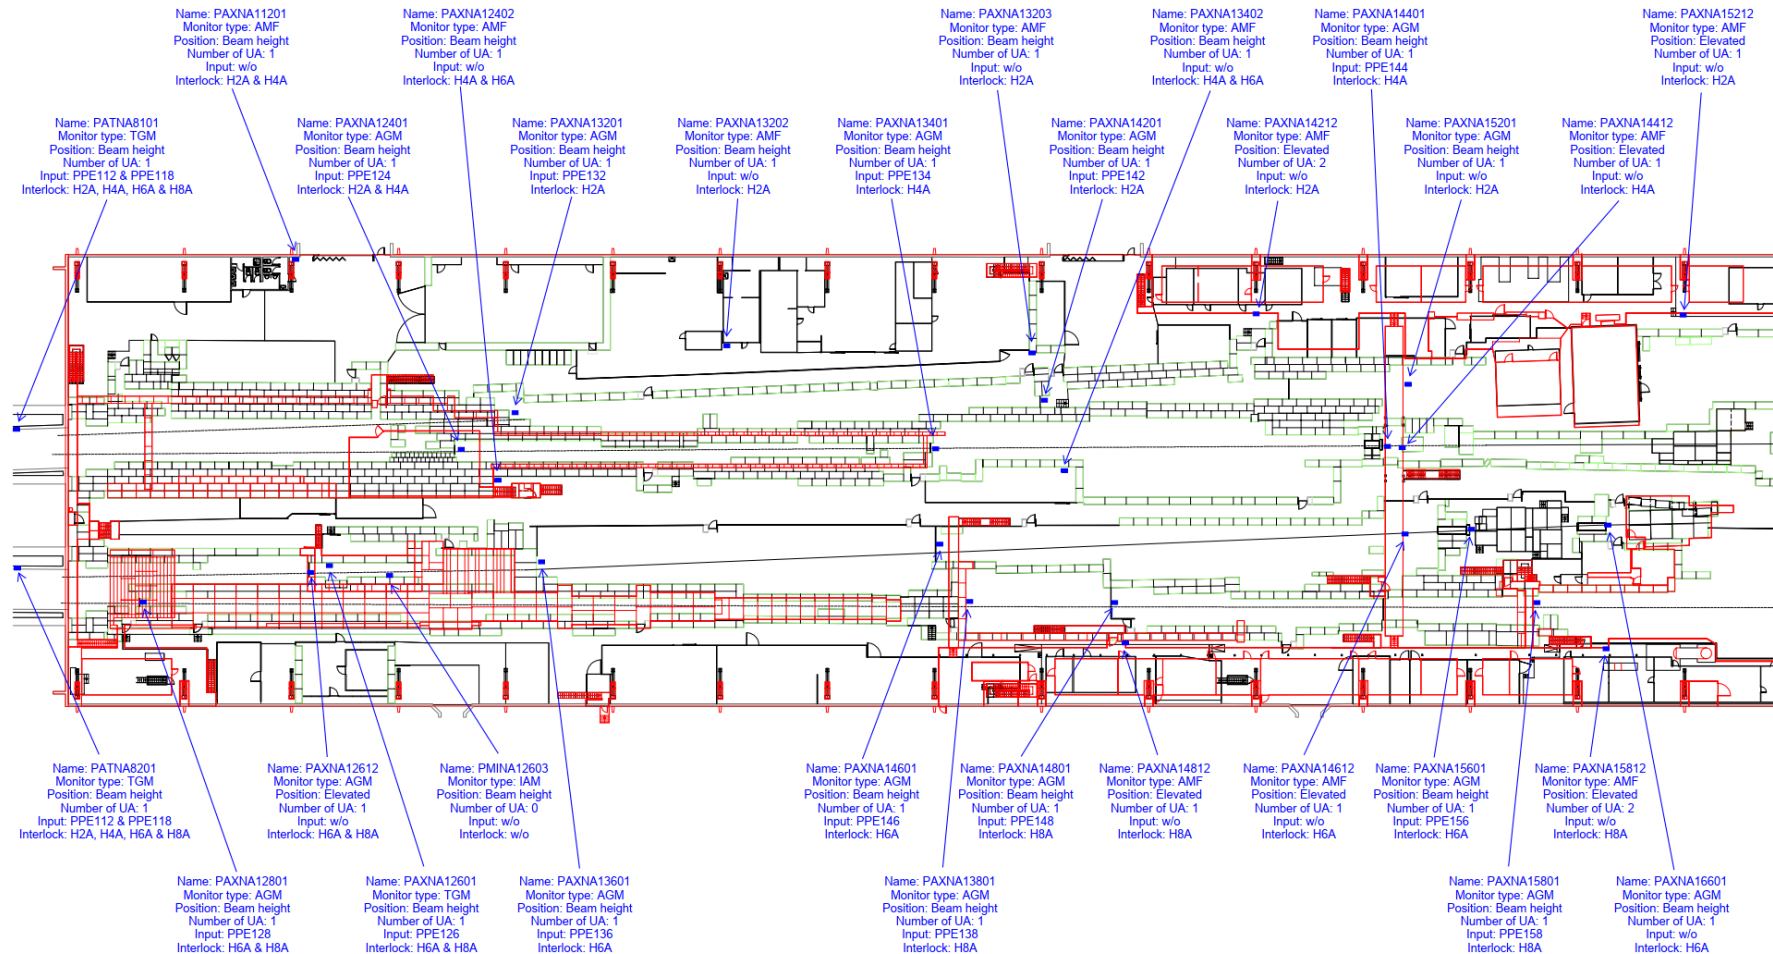 Name: PAXNA11201
Monitor type: AMF
Position: Beam height
Number of UA: 1
Input: w/o
Interlock: H2A & H4A
Name: PAXNA12402
Monitor type: AMF
Position: Beam height
Number of UA: 1
Input: w/o
Interlock: H4A & H6A
Name: PAXNA13203
Monitor type: AMF
Position: Beam height
Number of UA: 1
Input: w/o
Interlock: H2A
Name: PAXNA13402
Monitor type: AMF
Position: Beam height
Number of UA: 1
Input: w/o
Interlock: H4A & H6A
Name: PAXNA14401
Monitor type: AGM
Position: Beam height
Number of UA: 1
Input: PPE144
Interlock: H4A
Name: PAXNA15212
Monitor type: AMF
Position: Elevated
Number of UA: 1
Input: w/o
Interlock: H2A
Name: PATNA8101
Monitor type: TGM
Position: Beam height
Number of UA: 1
Input: PPE112 & PPE118
Interlock: H2A, H4A, H6A & H8A
Name: PAXNA12401
Monitor type: AGM
Position: Beam height
Number of UA: 1
Input: PPE124
Interlock: H2A & H4A
Name: PAXNA13201
Monitor type: AGM
Position: Beam height
Number of UA: 1
Input: PPE132
Interlock: H2A
Name: PAXNA13202
Monitor type: AMF
Position: Beam height
Number of UA: 1
Input: w/o
Interlock: H2A
Name: PAXNA13401
Monitor type: AGM
Position: Beam height
Number of UA: 1
Input: PPE134
Interlock: H4A
Name: PAXNA14201
Monitor type: AGM
Position: Beam height
Number of UA: 1
Input: PPE142
Interlock: H2A
Name: PAXNA14212
Monitor type: AMF
Position: Elevated
Number of UA: 2
Input: w/o
Interlock: H2A
Name: PAXNA15201
Monitor type: AGM
Position: Beam height
Number of UA: 1
Input: w/o
Interlock: H2A
Name: PAXNA14412
Monitor type: AMF
Position: Elevated
Number of UA: 1
Input: w/o
Interlock: H4A
Name: PATNA8201
Monitor type: TGM
Position: Beam height
Number of UA: 1
Input: PPE112 & PPE118
Interlock: H2A, H4A, H6A & H8A
Name: PAXNA12612
Monitor type: AGM
Position: Elevated
Number of UA: 1
Input: w/o
Interlock: H6A & H8A
Name: PMINA12603
Monitor type: IAM
Position: Beam height
Number of UA: 0
Input: w/o
Interlock: w/o
Name: PAXNA14601
Monitor type: AGM
Position: Beam height
Number of UA: 1
Input: PPE146
Interlock: H6A
Name: PAXNA14801
Monitor type: AGM
Position: Beam height
Number of UA: 1
Input: PPE148
Interlock: H8A
Name: PAXNA14812
Monitor type: AMF
Position: Elevated
Number of UA: 1
Input: w/o
Interlock: H8A
Name: PAXNA14612
Monitor type: AMF
Position: Elevated
Number of UA: 1
Input: w/o
Interlock: H6A
Name: PAXNA15601
Monitor type: AGM
Position: Beam height
Number of UA: 1
Input: PPE156
Interlock: H6A
Name: PAXNA15812
Monitor type: AMF
Position: Elevated
Number of UA: 2
Input: w/o
Interlock: H8A
Name: PAXNA12801
Monitor type: AGM
Position: Beam height
Number of UA: 1
Input: PPE128
Interlock: H6A & H8A
Name: PAXNA12601
Monitor type: TGM
Position: Beam height
Number of UA: 1
Input: PPE126
Interlock: H6A & H8A
Name: PAXNA13601
Monitor type: AGM
Position: Beam height
Number of UA: 1
Input: PPE136
Interlock: H6A
Name: PAXNA13801
Monitor type: AGM
Position: Beam height
Number of UA: 1
Input: PPE138
Interlock: H8A
Name: PAXNA15801
Monitor type: AGM
Position: Beam height
Number of UA: 1
Input: PPE158
Interlock: H8A
Name: PAXNA16601
Monitor type: AGM
Position: Beam height
Number of UA: 1
Input: w/o
Interlock: H6A